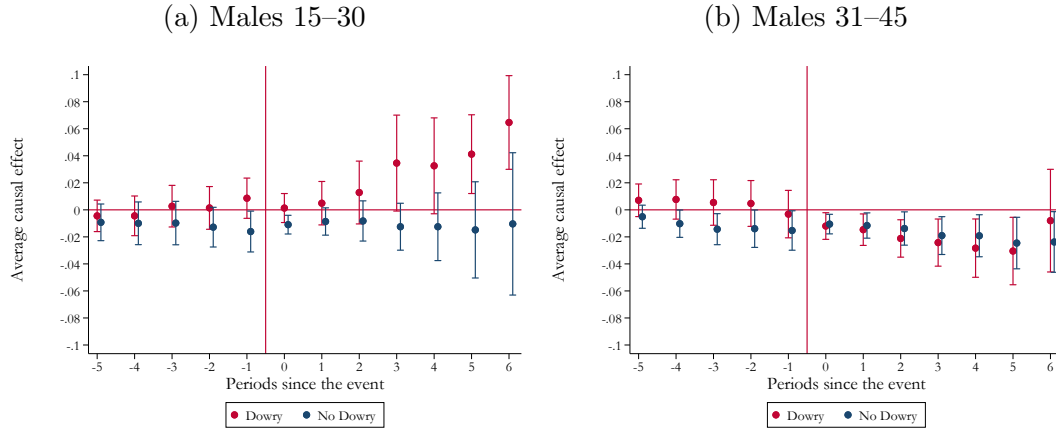 (a) Males 15–30
Average causal effect
.1
.08
.06
.04
.02
0
-.02
-.04
-.06
-.08
-.1
-5 -4 -3 -2 -1 0 1 2 3 4 5 6
Periods since the event
Dowry No Dowry
(b) Males 31–45
Average causal effect
.1
.08
.06
.04
.02
0
-.02
-.04
-.06
-.08
-.1
-5 -4 -3 -2 -1 0 1 2 3 4 5 6
Periods since the event
Dowry No Dowry